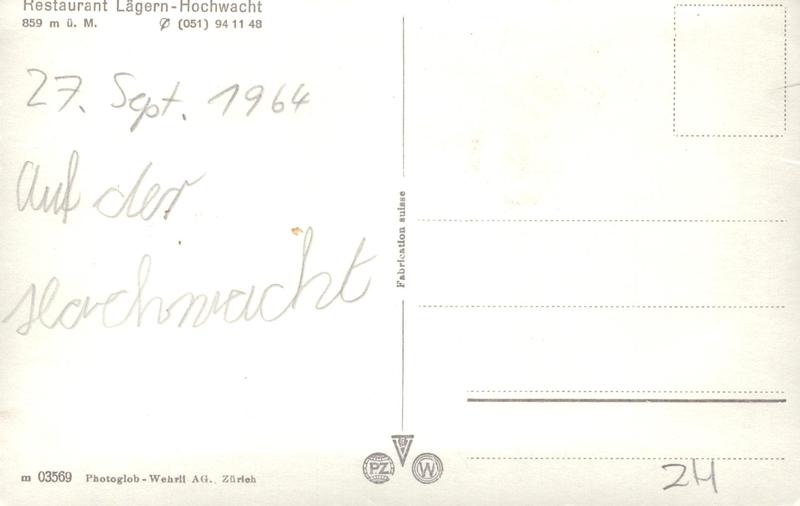 Restaurant Lägern-Hochwacht
859 m ü. M. ✆ (051) 94 11 48
27. Sept. 1964
Auf der
Hochwacht
Fabrication suisse
m 03569 Photoglob-Wehrli AG., Zürich
PZ
W
ZH